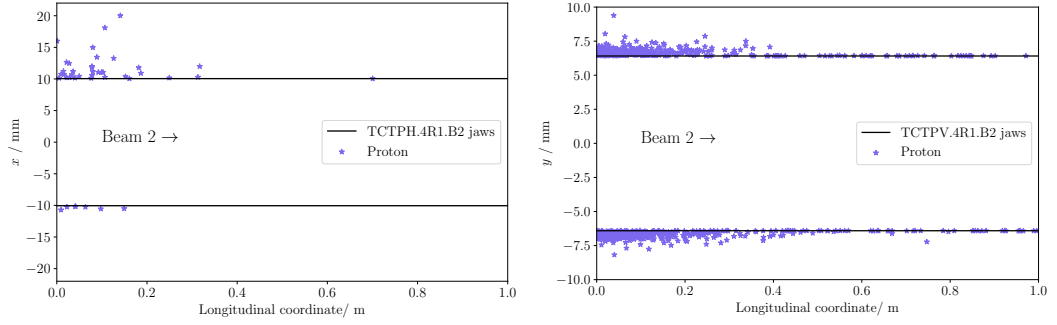 20
15
10
5
0
−5
−10
−15
−20
x / mm
Beam 2 →
TCTPH.4R1.B2 jaws
Proton
0.0 0.2 0.4 0.6 0.8 1.0
Longitudinal coordinate/ m
10.0
7.5
5.0
2.5
0.0
−2.5
−5.0
−7.5
−10.0
y / mm
Beam 2 →
TCTPV.4R1.B2 jaws
Proton
0.0 0.2 0.4 0.6 0.8 1.0
Longitudinal coordinate/ m